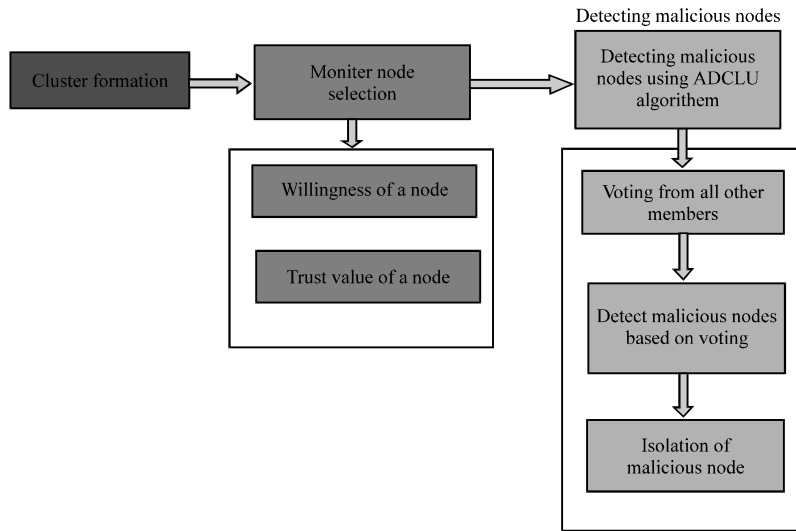 Detecting malicious nodes
Cluster formation
Moniter node
selection
Detecting malicious
nodes using ADCLU
algorithem
Willingness of a node
Trust value of a node
Voting from all other
members
Detect malicious nodes
based on voting
Isolation of
malicious node